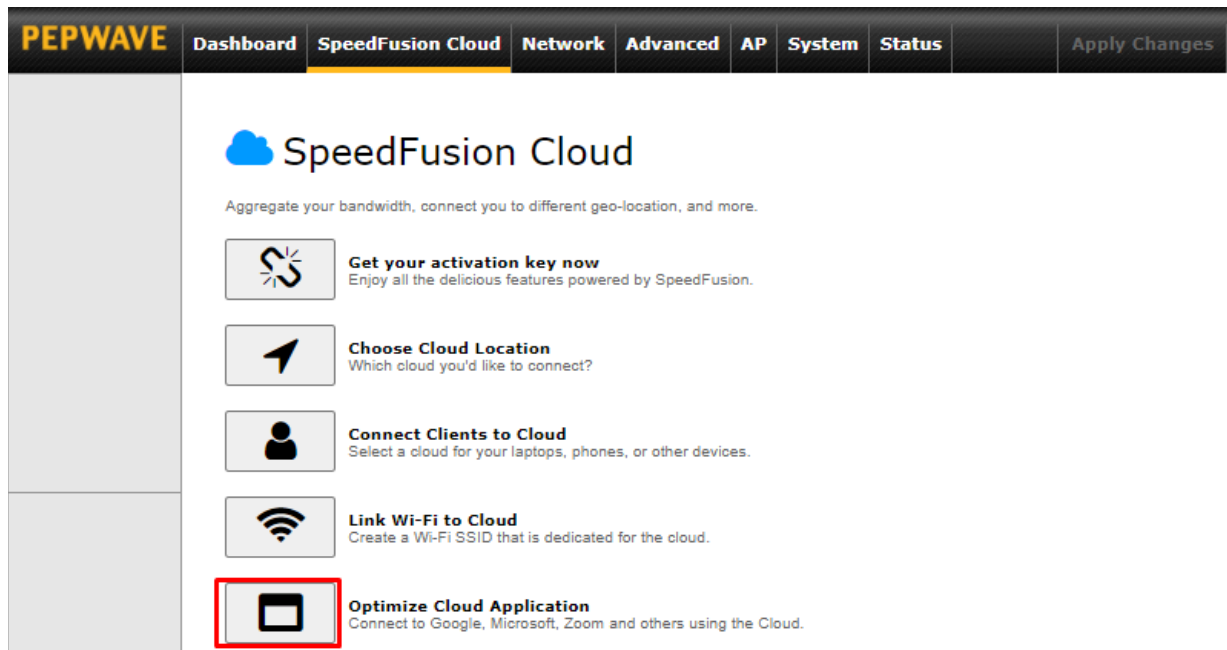 PEPWAVE Dashboard SpeedFusion Cloud Network Advanced AP System Status Apply Changes
SpeedFusion Cloud
Aggregate your bandwidth, connect you to different geo-location, and more.
Get your activation key now
Enjoy all the delicious features powered by SpeedFusion.
Choose Cloud Location
Which cloud you'd like to connect?
Connect Clients to Cloud
Select a cloud for your laptops, phones, or other devices.
Link Wi-Fi to Cloud
Create a Wi-Fi SSID that is dedicated for the cloud.
Optimize Cloud Application
Connect to Google, Microsoft, Zoom and others using the Cloud.